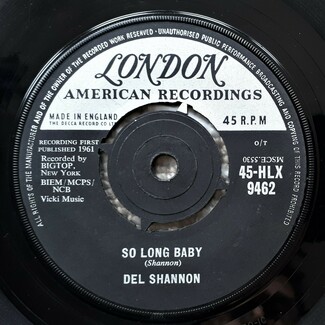 ALL RIGHTS OF THE MANUFACTURER AND OF THE OWNER OF THE RECORDED WORK RESERVED · UNAUTHORISED PUBLIC PERFORMANCE BROADCASTING AND COPYING OF THIS RECORD PROHIBITED
LONDON
AMERICAN RECORDINGS
MADE IN ENGLAND
THE DECCA RECORD CO LTD
45 R.P.M
RECORDING FIRST
PUBLISHED 1961
O/T
MSCE.530
Recorded by
BIGTOP,
New York
BIEM/MCPS/
NCB
Vicki Music
45-HLX
9462
SO LONG BABY
(Shannon)
DEL SHANNON